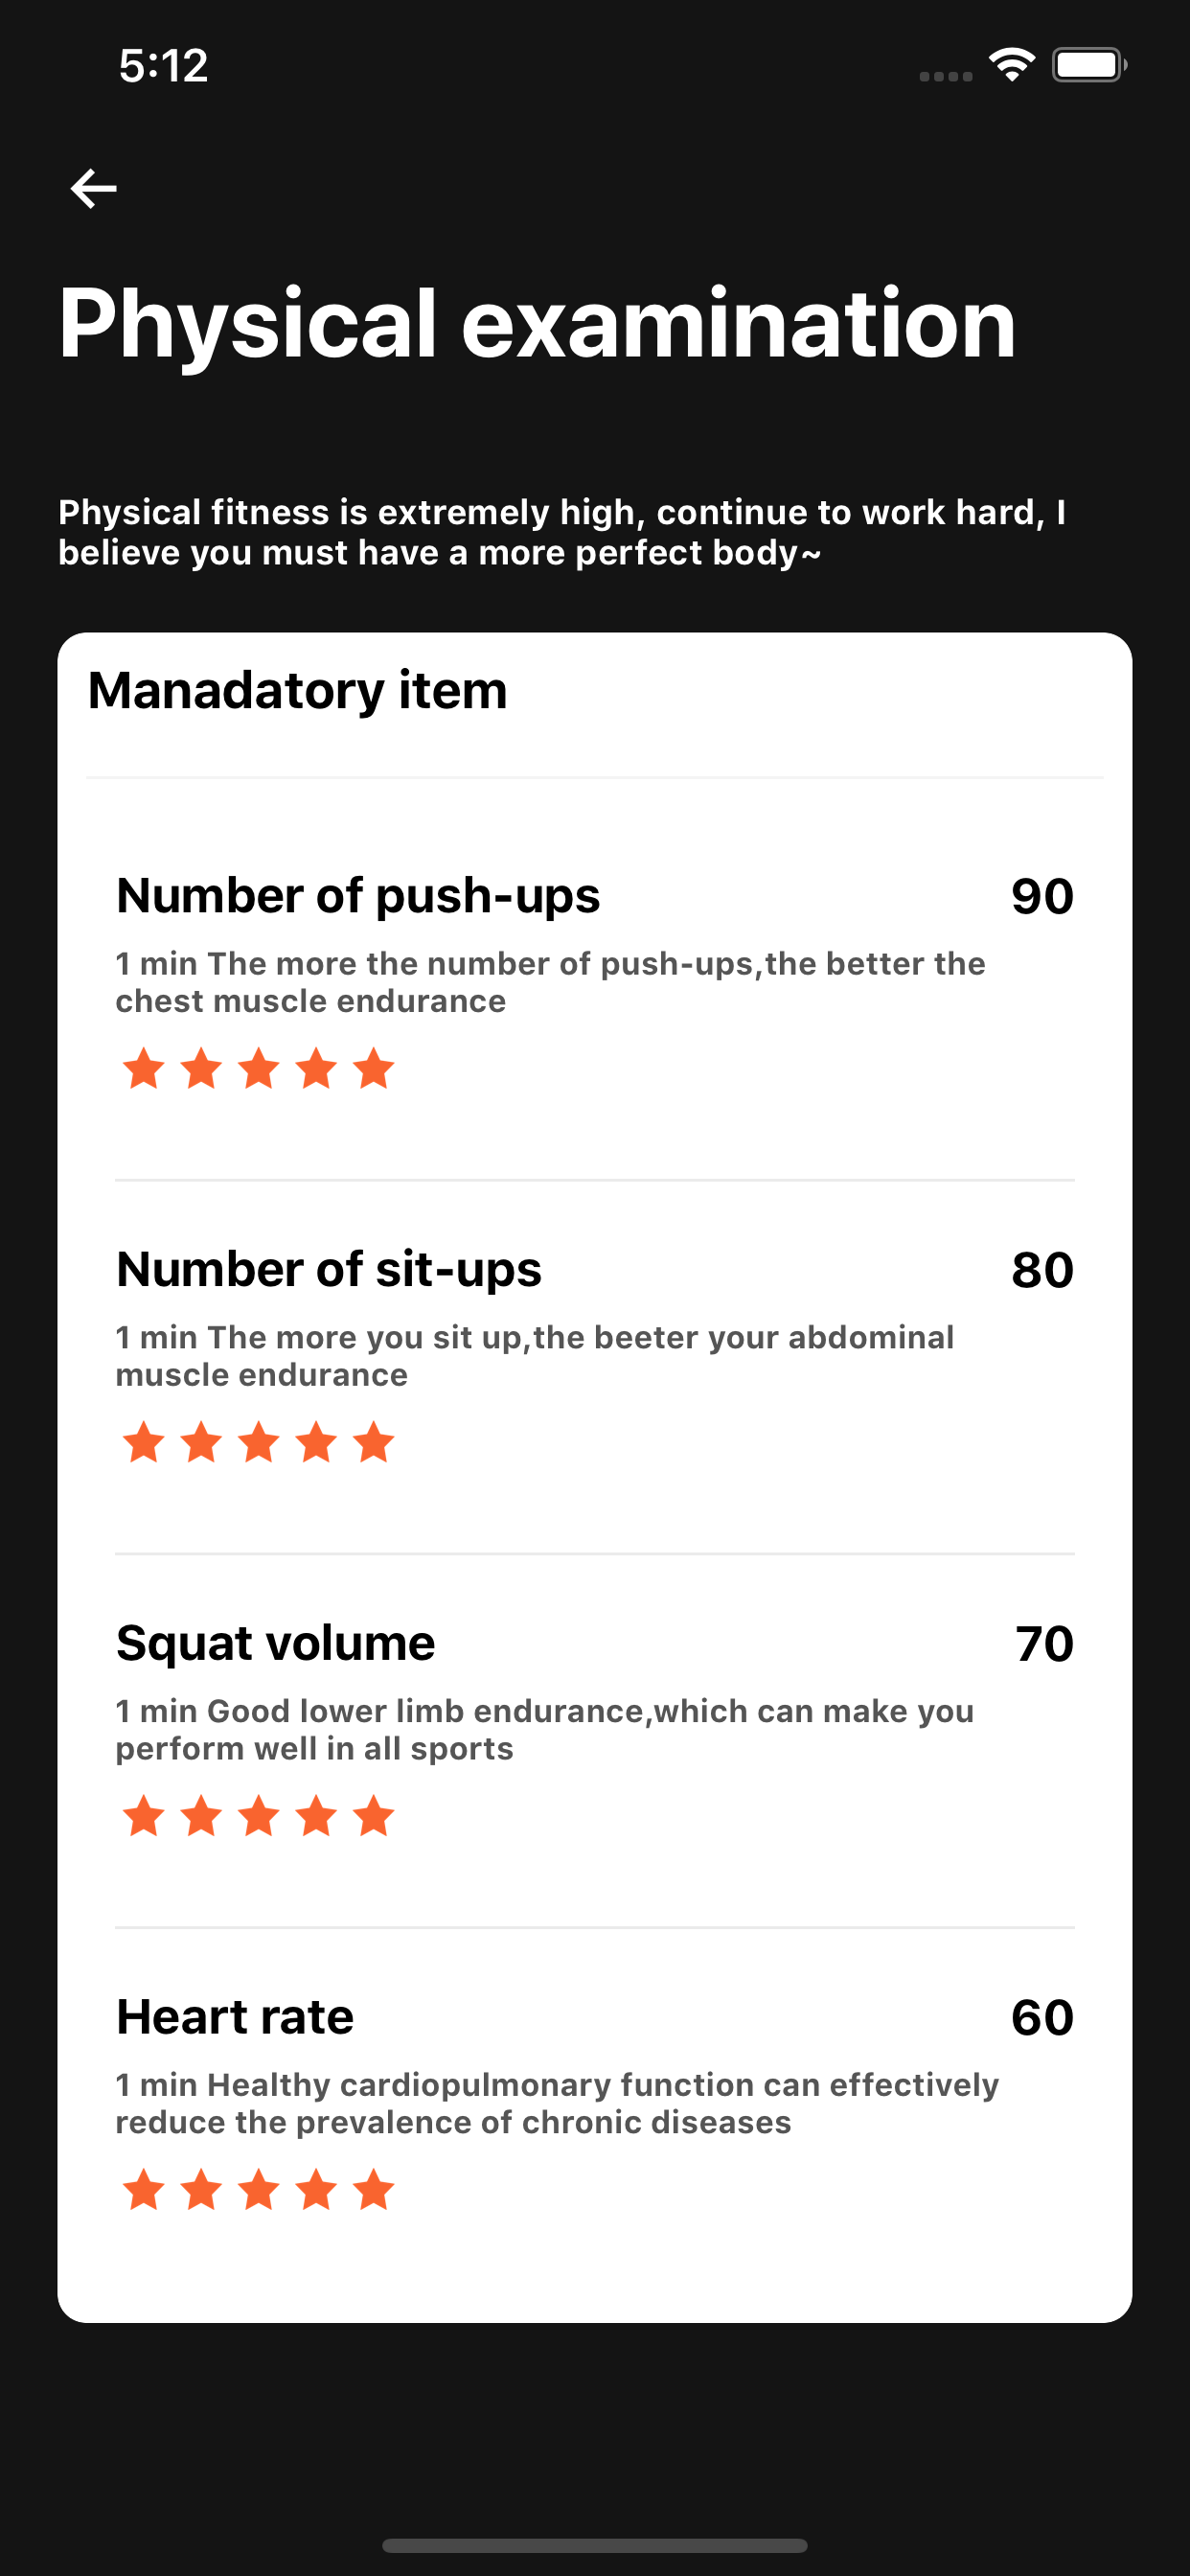 5:12
Physical examination
Physical fitness is extremely high, continue to work hard, I
believe you must have a more perfect body~
Manadatory item
Number of push-ups 90
1 min The more the number of push-ups,the better the
chest muscle endurance
Number of sit-ups 80
1 min The more you sit up,the beeter your abdominal
muscle endurance
Squat volume 70
1 min Good lower limb endurance,which can make you
perform well in all sports
Heart rate 60
1 min Healthy cardiopulmonary function can effectively
reduce the prevalence of chronic diseases